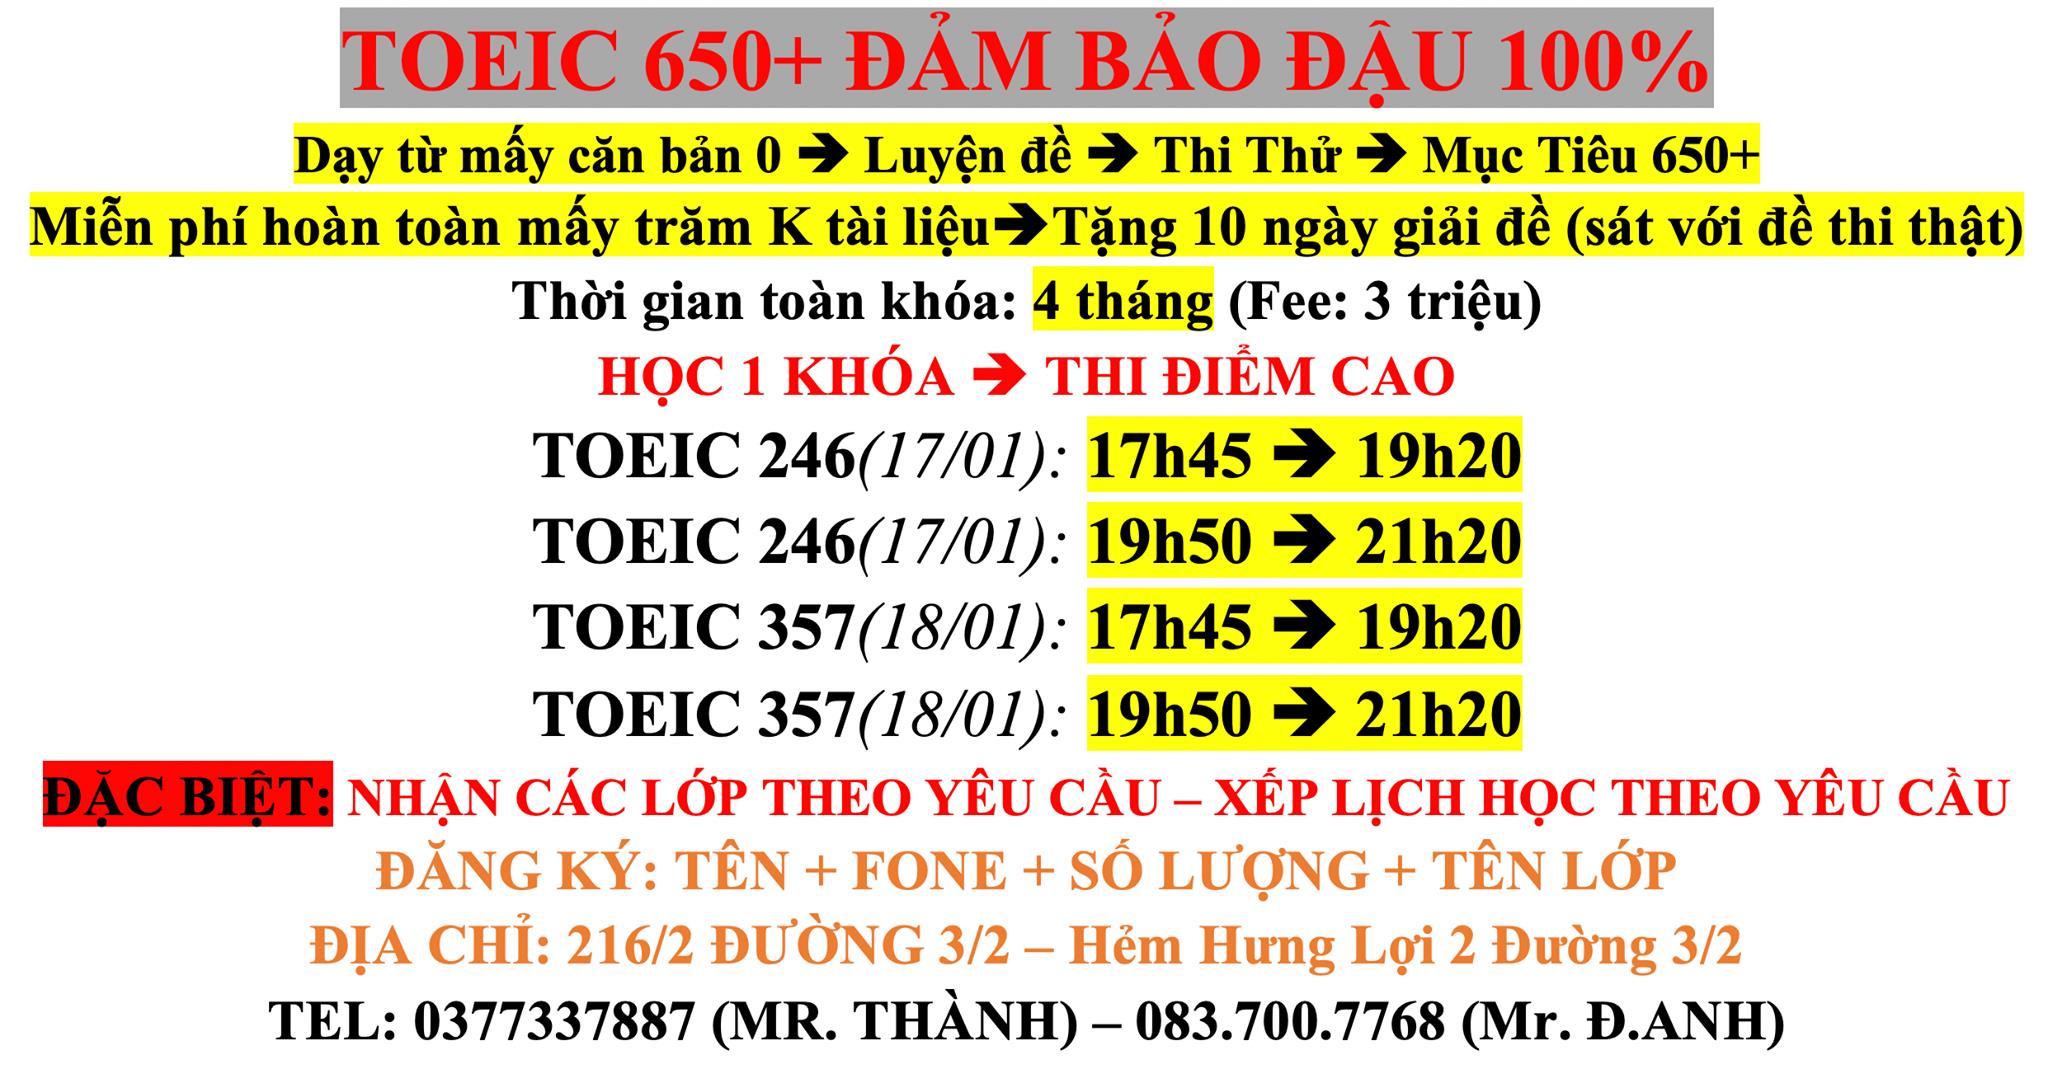 TOEIC 650+ ĐẢM BẢO ĐẬU 100%
Dạy từ mấy căn bản 0 ➔ Luyện đề ➔ Thi Thử ➔ Mục Tiêu 650+
Miễn phí hoàn toàn mấy trăm K tài liệu➔Tặng 10 ngày giải đề (sát với đề thi thật)
Thời gian toàn khóa: 4 tháng (Fee: 3 triệu)
HỌC 1 KHÓA ➔ THI ĐIỂM CAO
TOEIC 246(17/01): 17h45 ➔ 19h20
TOEIC 246(17/01): 19h50 ➔ 21h20
TOEIC 357(18/01): 17h45 ➔ 19h20
TOEIC 357(18/01): 19h50 ➔ 21h20
ĐẶC BIỆT: NHẬN CÁC LỚP THEO YÊU CẦU – XẾP LỊCH HỌC THEO YÊU CẦU
ĐĂNG KÝ: TÊN + FONE + SỐ LƯỢNG + TÊN LỚP
ĐỊA CHỈ: 216/2 ĐƯỜNG 3/2 – Hẻm Hưng Lợi 2 Đường 3/2
TEL: 0377337887 (MR. THÀNH) – 083.700.7768 (Mr. Đ.ANH)